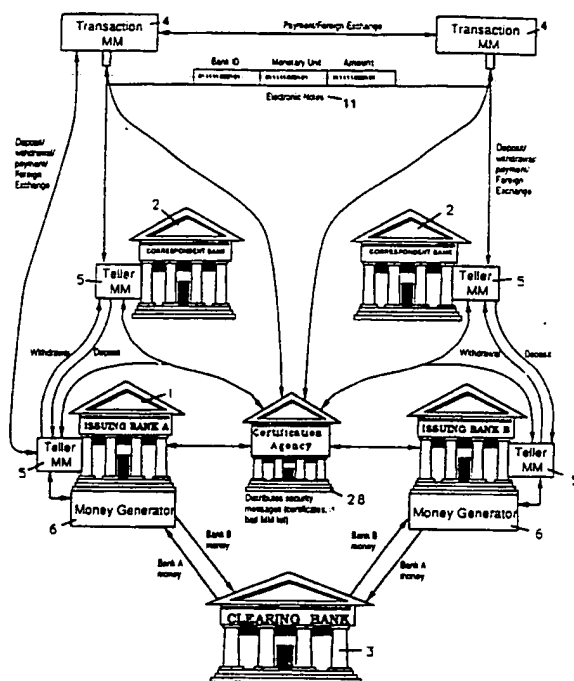 Transaction
MM
4
Payment/Foreign Exchange
Transaction
MM
4
Bank ID
Monetary Unit
Amount
Electronic Notes
11
Deposit/
withdrawal/
payment/
Foreign
Exchange
Deposit/
withdrawal/
payment/
Foreign
Exchange
2
CORRESPONDENT BANK
Teller
MM
5
2
CORRESPONDENT BANK
Teller
MM
5
Withdrawal
Deposit
Withdrawal
Deposit
1
ISSUING BANK A
Teller
MM
5
Money Generator
6
Certification
Agency
28
Distributes security
messages (certificates,
bad MM list)
ISSUING BANK B
Teller
MM
5
Money Generator
6
Bank B
money
Bank A
money
Bank B
money
Bank A
money
CLEARING BANK
3